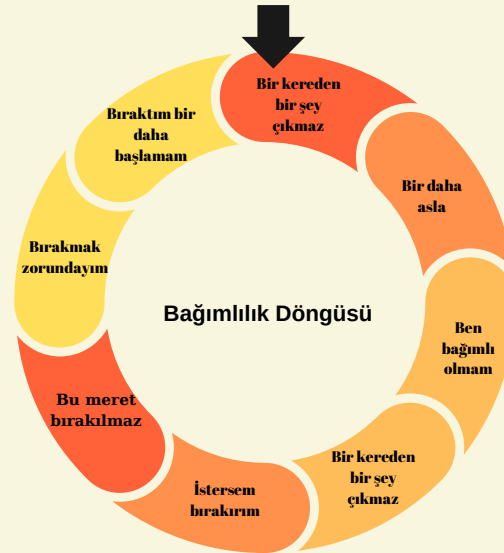 Bir kereden
bir şey
çıkmaz
Bir daha
asla
Ben
bağımlı
olmam
Bir kereden
bir şey
çıkmaz
İstersem
bırakırım
Bu meret
bırakılmaz
Bırakmak
zorundayım
Bıraktım bir
daha
başlamam
Bağımlılık Döngüsü